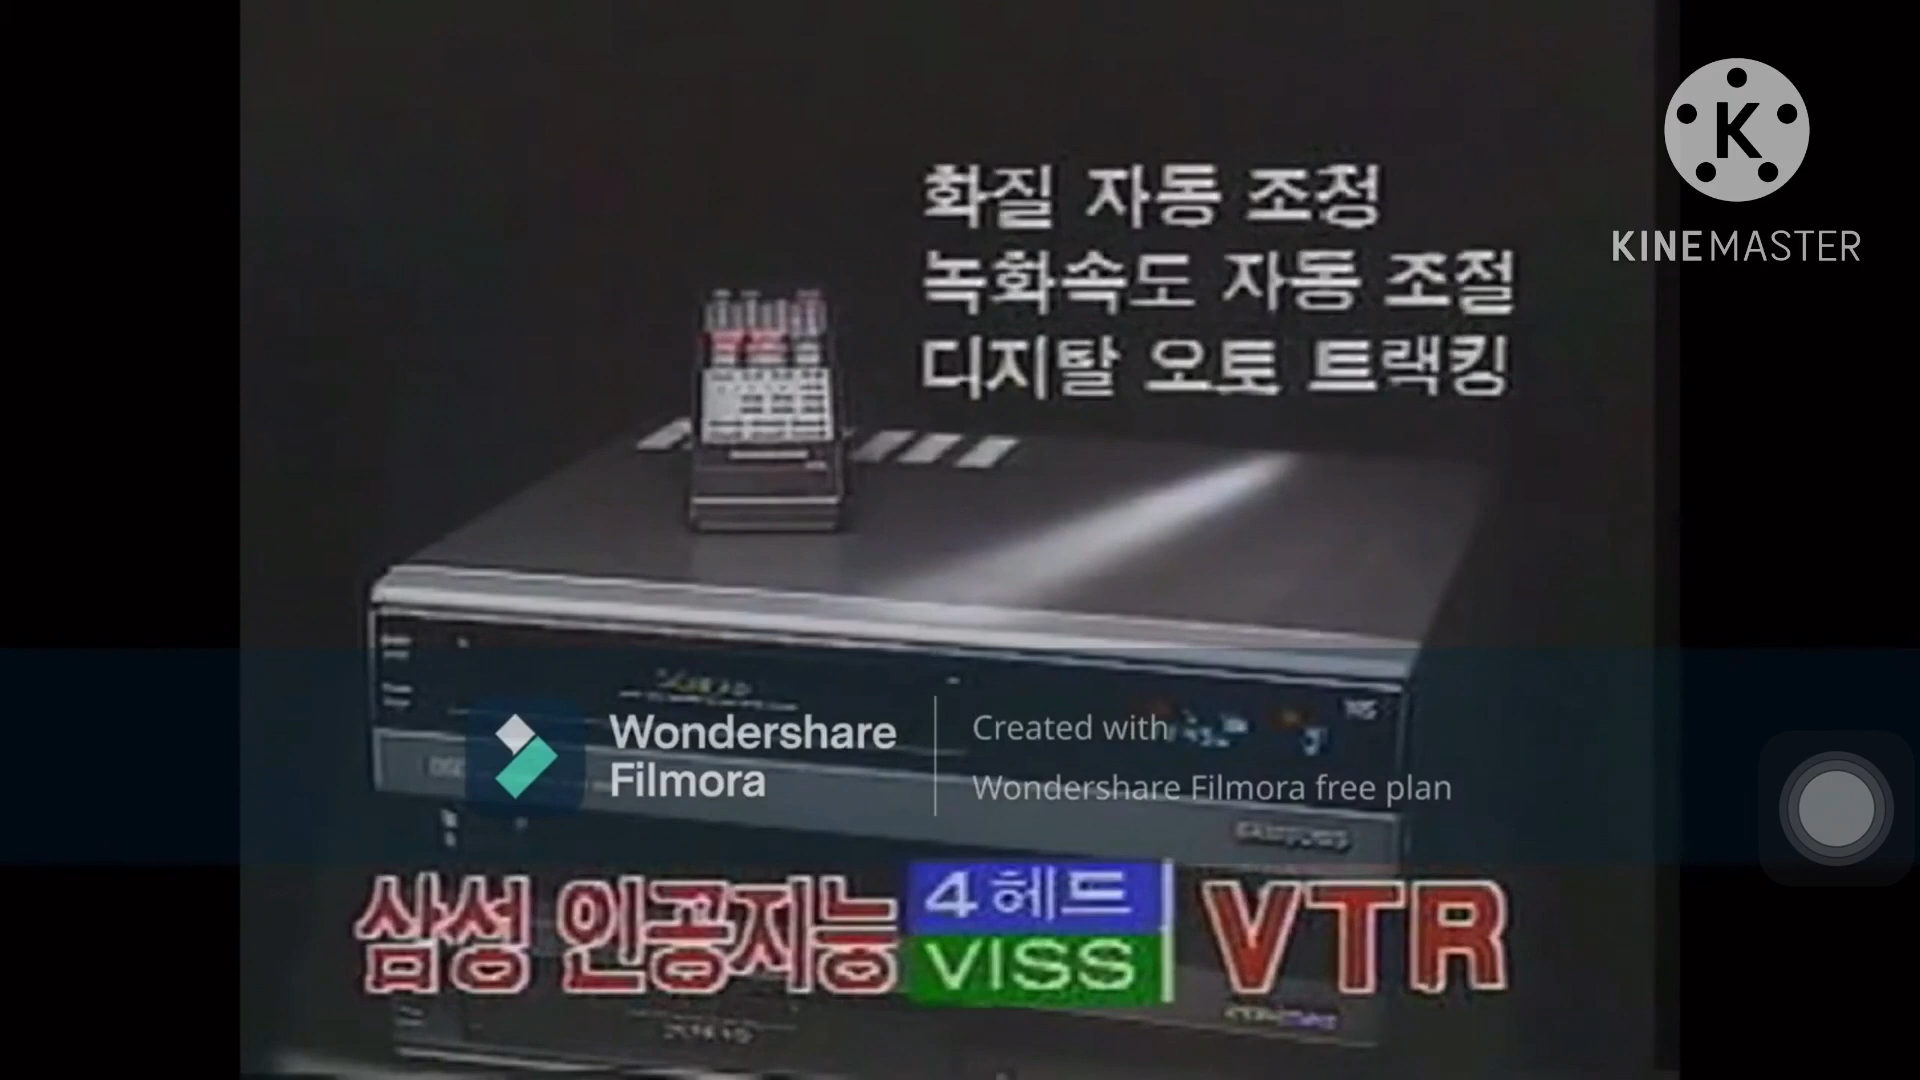 화질 자동 조정
녹화속도 자동 조절
디지탈 오토 트랙킹
K
KINEMASTER
VHS
Wondershare
Filmora
Created with
Wondershare Filmora free plan
SAMSUNG
삼성 인공지능 4헤드 VISS VTR